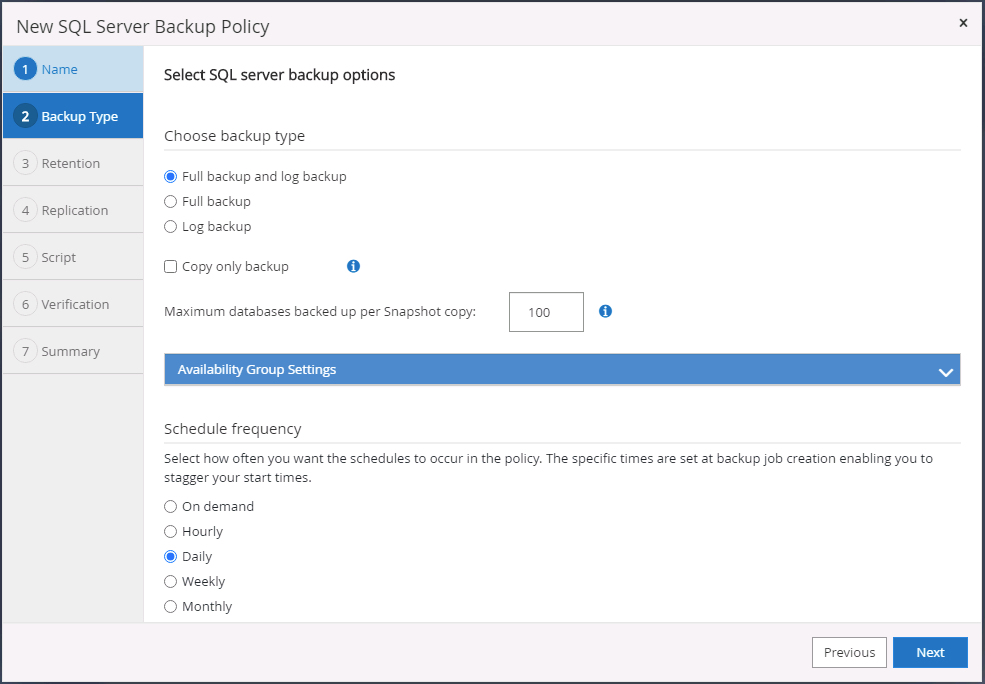 New SQL Server Backup Policy
×
1 Name
2 Backup Type
3 Retention
4 Replication
5 Script
6 Verification
7 Summary
Select SQL server backup options
Choose backup type
Full backup and log backup
Full backup
Log backup
Copy only backup
Maximum databases backed up per Snapshot copy: 100
Availability Group Settings
Schedule frequency
Select how often you want the schedules to occur in the policy. The specific times are set at backup job creation enabling you to
stagger your start times.
On demand
Hourly
Daily
Weekly
Monthly
Previous Next